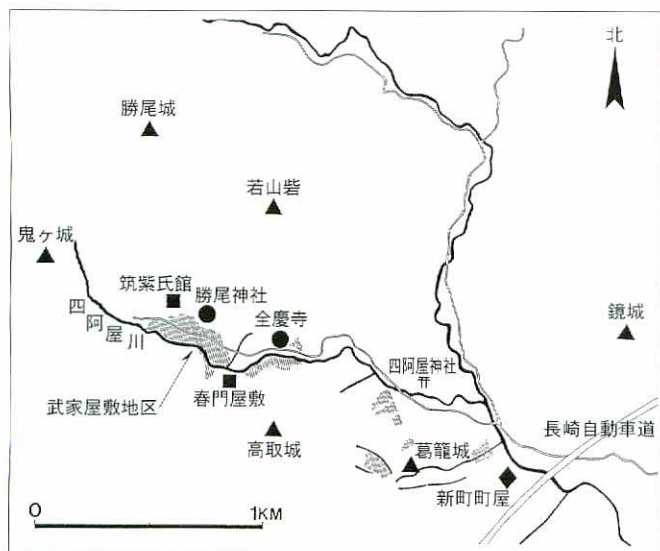 北
勝尾城
若山砦
鬼ヶ城
筑紫氏館
勝尾神社
全慶寺
四阿屋川
鏡城
四阿屋神社
武家屋敷地区
春門屋敷
長崎自動車道
高取城
葛籠城
新町町屋
0 1KM